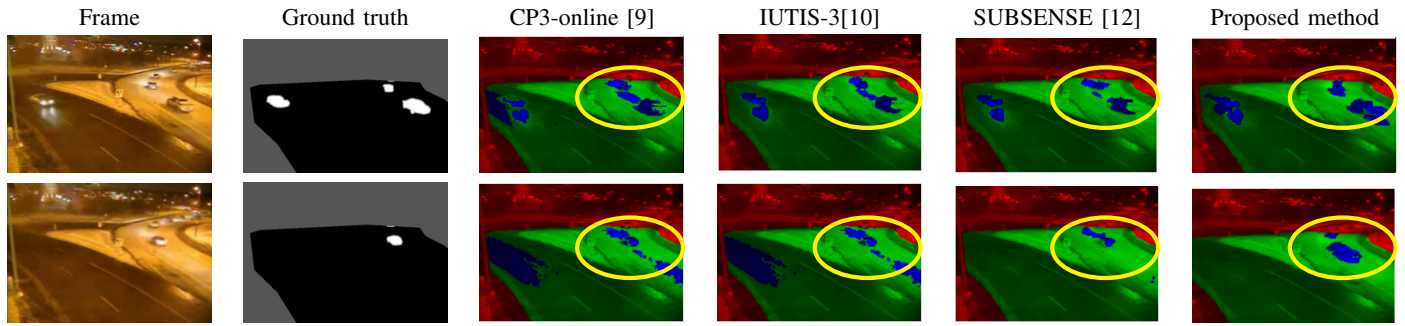 Frame Ground truth CP3-online [9] IUTIS-3[10] SUBSENSE [12] Proposed method